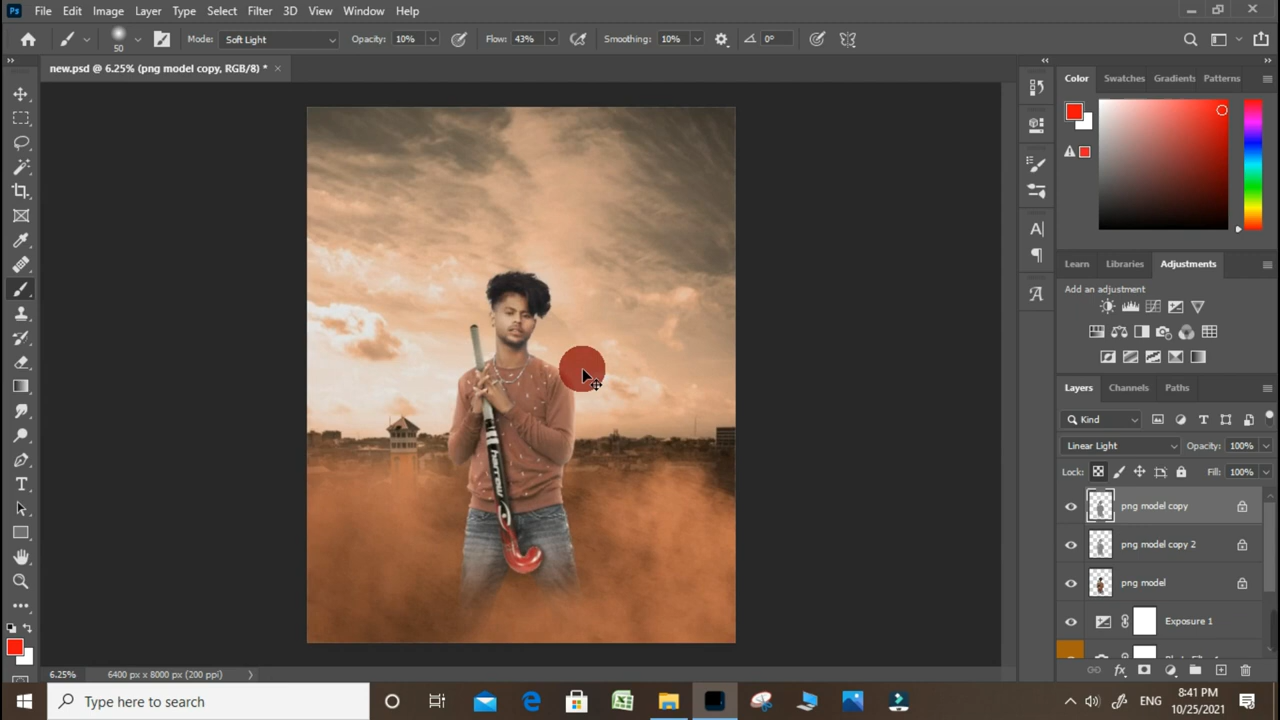 Ps File Edit Image Layer Type Select Filter 3D View Window Help
50 Mode: Soft Light Opacity: 10% Flow: 43% Smoothing: 10% 0°
new.psd @ 6.25% (png model copy, RGB/8) *
Color Swatches Gradients Patterns
Learn Libraries Adjustments
Add an adjustment
Layers Channels Paths
Kind
Linear Light Opacity: 100%
Lock: Fill: 100%
png model copy
png model copy 2
png model
Exposure 1
harrow
6.25% 6400 px x 8000 px (200 ppi)
Type here to search
ENG
8:41 PM
10/25/2021